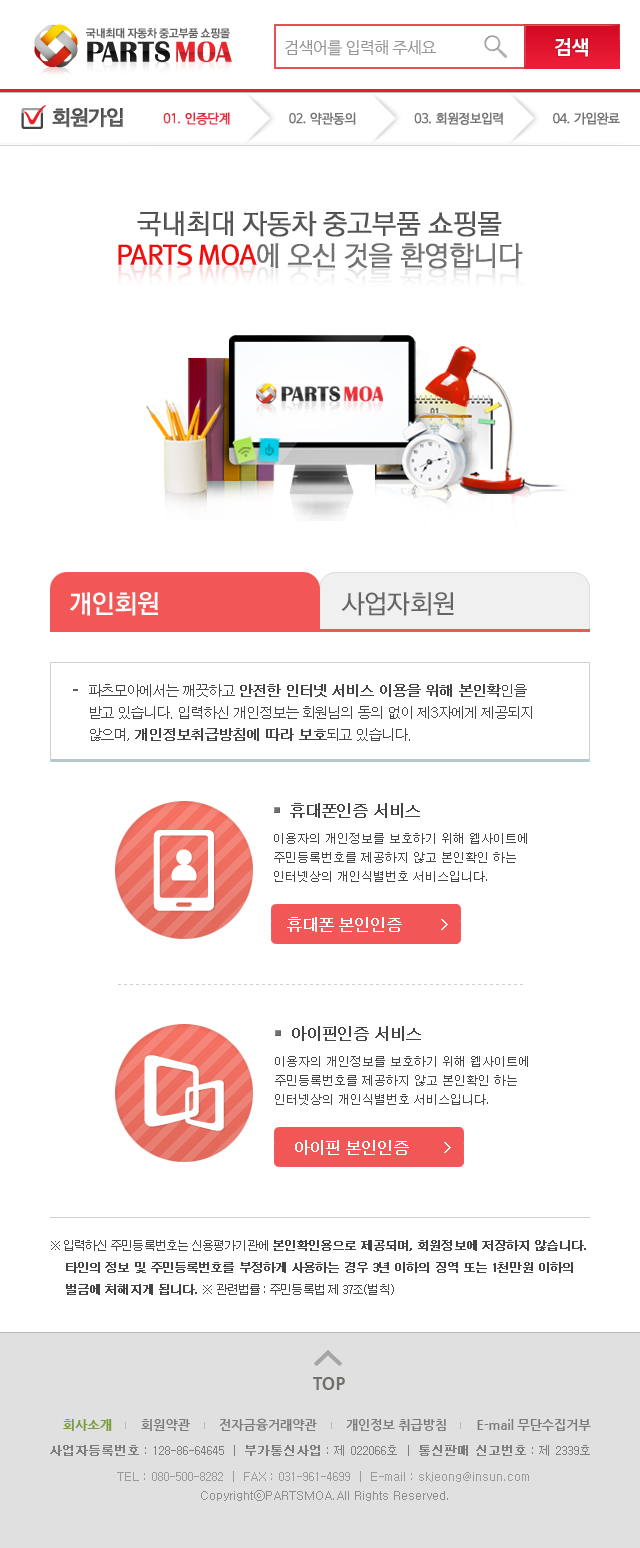 국내최대 자동차 중고부품 쇼핑몰
PARTS MOA
검색어를 입력해 주세요
검색
회원가입
01. 인증단계
02. 약관동의
03. 회원정보입력
04. 가입완료
국내최대 자동차 중고부품 쇼핑몰
PARTS MOA에 오신 것을 환영합니다
PARTS MOA
01
개인회원
사업자회원
- 파츠모아에서는 깨끗하고 안전한 인터넷 서비스 이용을 위해 본인확인을
받고 있습니다. 입력하신 개인정보는 회원님의 동의 없이 제3자에게 제공되지
않으며, 개인정보취급방침에 따라 보호되고 있습니다.
휴대폰인증 서비스
이용자의 개인정보를 보호하기 위해 웹사이트에
주민등록번호를 제공하지 않고 본인확인 하는
인터넷상의 개인식별번호 서비스입니다.
휴대폰 본인인증
아이핀인증 서비스
이용자의 개인정보를 보호하기 위해 웹사이트에
주민등록번호를 제공하지 않고 본인확인 하는
인터넷상의 개인식별번호 서비스입니다.
아이핀 본인인증
※ 입력하신 주민등록번호는 신용평가기관에 본인확인용으로 제공되며, 회원정보에 저장하지 않습니다.
타인의 정보 및 주민등록번호를 부정하게 사용하는 경우 3년 이하의 징역 또는 1천만원 이하의
벌금에 처해지게 됩니다. ※ 관련법률 : 주민등록법 제 37조(벌칙)
TOP
회사소개 | 회원약관 | 전자금융거래약관 | 개인정보 취급방침 | E-mail 무단수집거부
사업자등록번호 : 128-86-64645 | 부가통신사업 : 제 022066호 | 통신판매 신고번호 : 제 2339호
TEL : 080-500-8282 | FAX : 031-961-4699 | E-mail : skjeong@insun.com
CopyrightⓒPARTSMOA.All Rights Reserved.